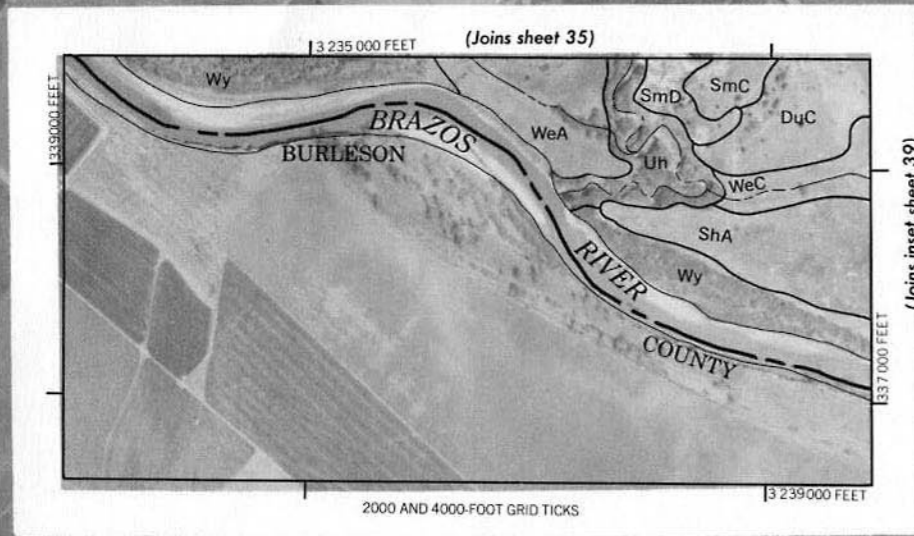 (Joins sheet 35)
3 235 000 FEET
339000 FEET
Wy
BRAZOS
BURLESON
WeA
SmD
SmC
DuC
Uh
WeC
ShA
(Joins inset sheet 39)
RIVER
Wy
COUNTY
337 000 FEET
3 239 000 FEET
2000 AND 4000-FOOT GRID TICKS